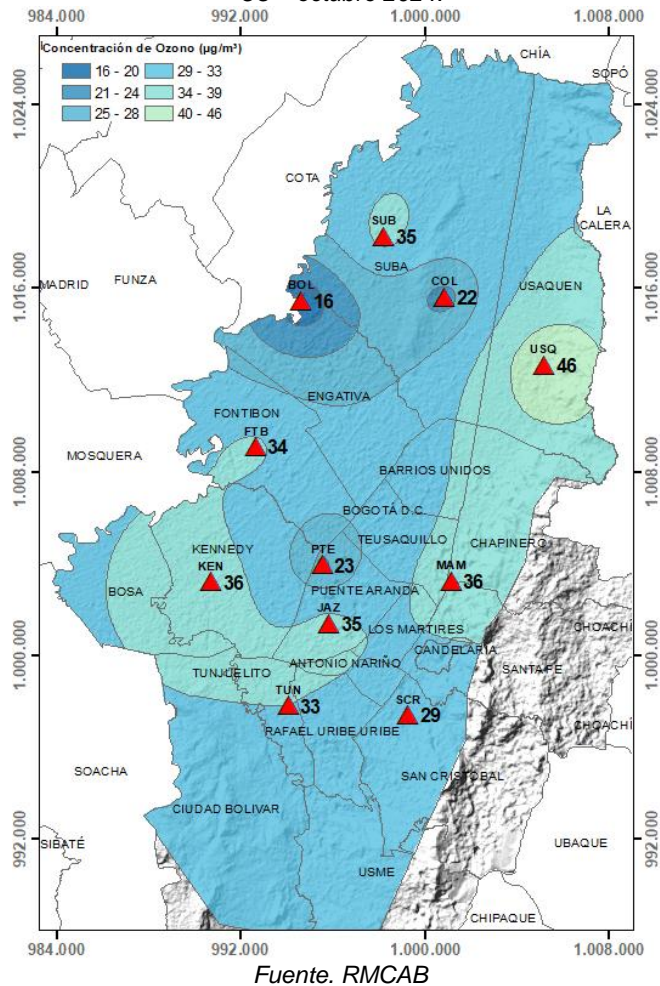 984.000 992.000 1.000.000 1.008.000
Concentración de Ozono (µg/m³)
16 - 20 29 - 33
21 - 24 34 - 39
25 - 28 40 - 46
CHÍA
SOPÓ
1.024.000 1.024.000
COTA
LA
CALERA
SUB
35
SUBA
MADRID
FUNZA
BOL
16
COL
22
USAQUEN
1.016.000 1.016.000
USQ
46
ENGATIVA
FONTIBON
FTB
34
MOSQUERA
BARRIOS UNIDOS
1.008.000 1.008.000
BOGOTÁ D.C.
TEUSAQUILLO
CHAPINERO
KENNEDY
KEN
36
PTE
23
MAM
36
BOSA
PUENTE ARANDA
JAZ
35
LOS MARTIRES
CHOACHÍ
CANDELARIA
1.000.000 1.000.000
TUNJUELITO
ANTONIO NARIÑO
SANTA FE
TUN
33
SCR
29
CHOACHÍ
RAFAEL URIBE URIBE
SOACHA
SAN CRISTOBAL
CIUDAD BOLIVAR
992.000 992.000
SIBATÉ
UBAQUE
USME
CHIPAQUE
984.000 992.000 1.000.000 1.008.000
Fuente. RMCAB